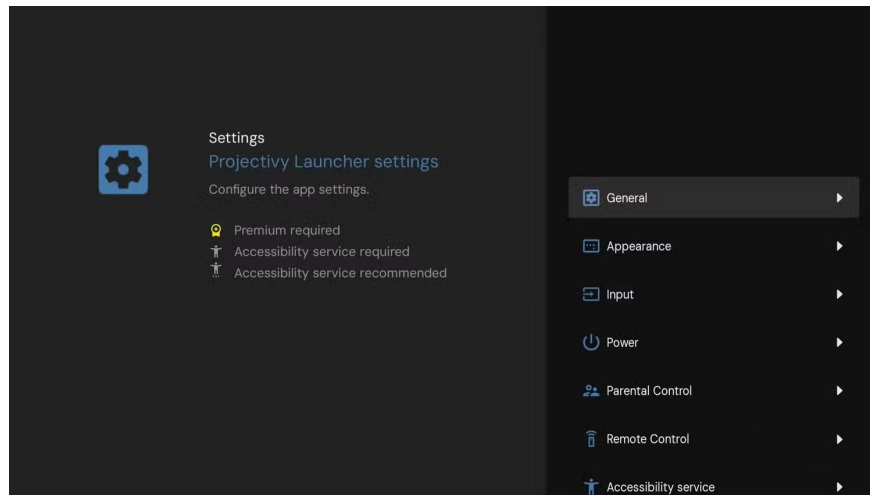 Settings
Projectivy Launcher settings
Configure the app settings.
Premium required
Accessibility service required
Accessibility service recommended
General
Appearance
Input
Power
Parental Control
Remote Control
Accessibility service